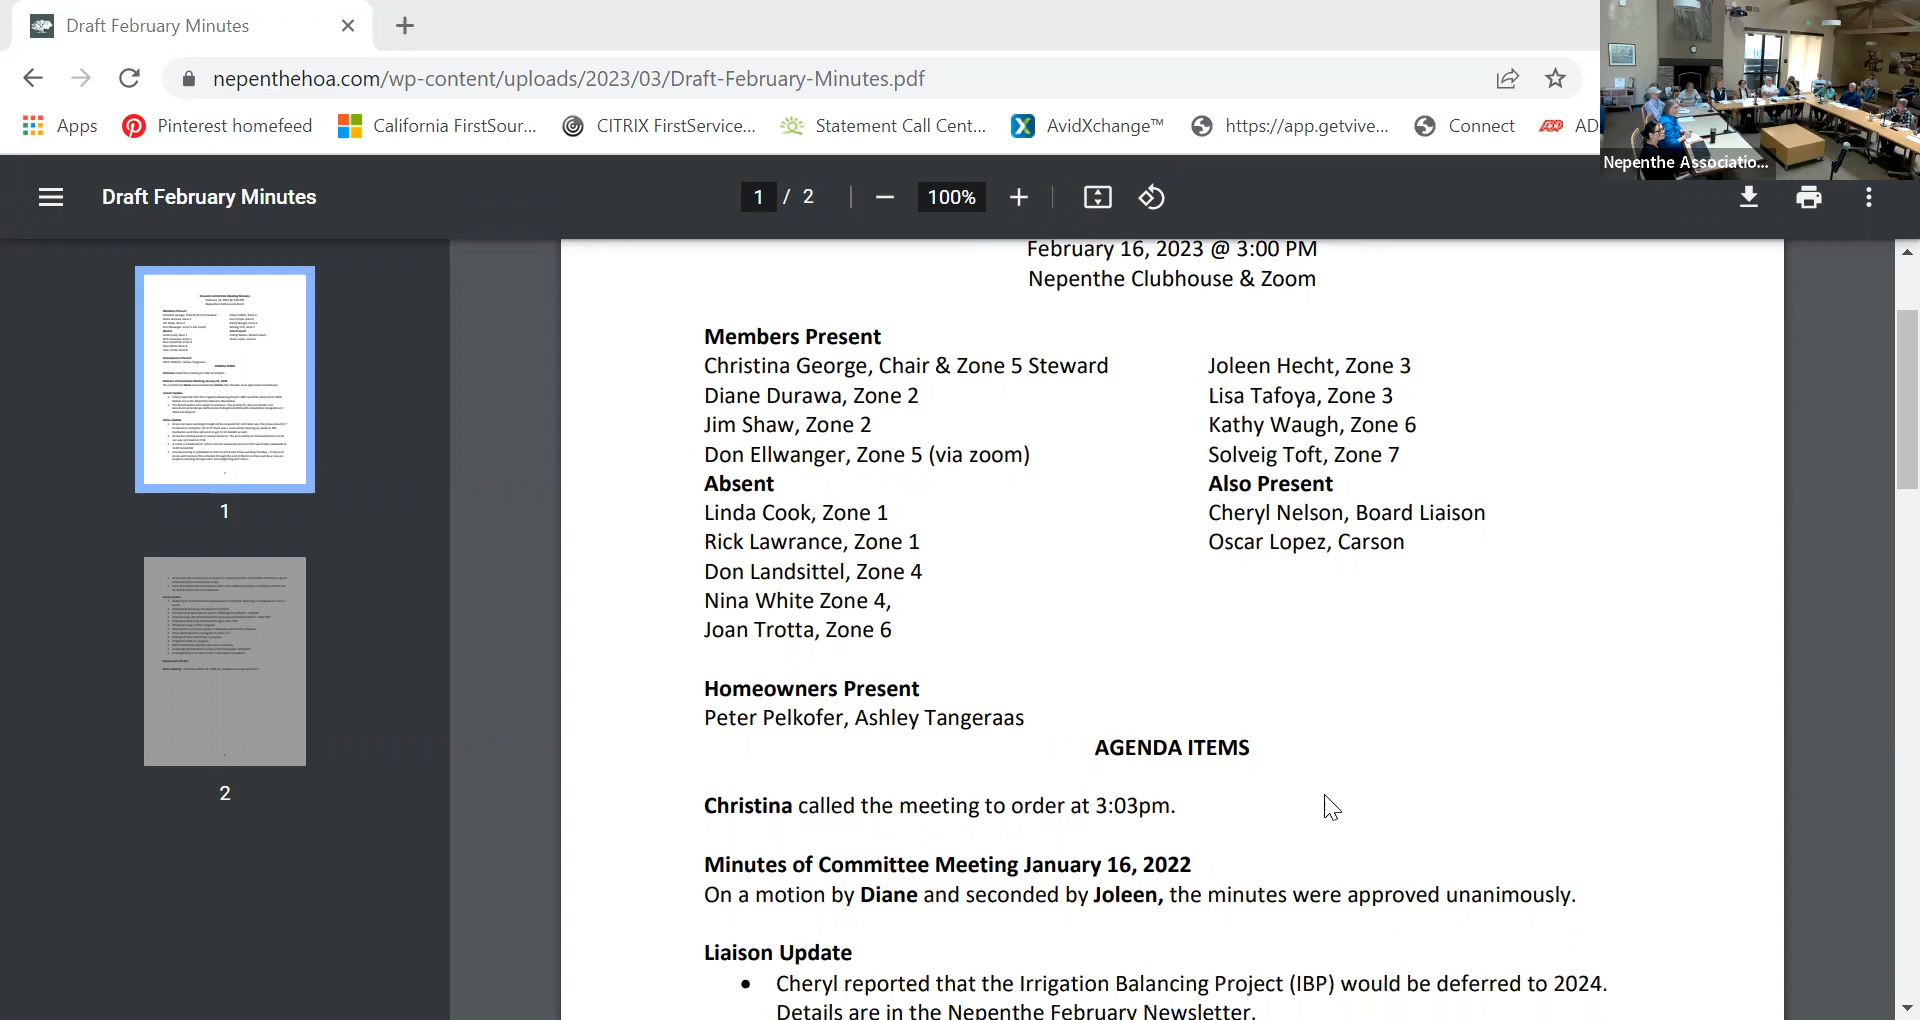 Draft February Minutes
nepenthehoa.com/wp-content/uploads/2023/03/Draft-February-Minutes.pdf
Apps Pinterest homefeed California FirstSour... CITRIX FirstService... Statement Call Cent... AvidXchange™ https://app.getvive... Connect AD
Nepenthe Associatio...
Draft February Minutes 1 / 2 100%
1
2
February 16, 2023 @ 3:00 PM
Nepenthe Clubhouse & Zoom
Members Present
Christina George, Chair & Zone 5 Steward
Diane Durawa, Zone 2
Jim Shaw, Zone 2
Don Ellwanger, Zone 5 (via zoom)
Absent
Linda Cook, Zone 1
Rick Lawrance, Zone 1
Don Landsittel, Zone 4
Nina White Zone 4,
Joan Trotta, Zone 6
Joleen Hecht, Zone 3
Lisa Tafoya, Zone 3
Kathy Waugh, Zone 6
Solveig Toft, Zone 7
Also Present
Cheryl Nelson, Board Liaison
Oscar Lopez, Carson
Homeowners Present
Peter Pelkofer, Ashley Tangeraas
AGENDA ITEMS
Christina called the meeting to order at 3:03pm.
Minutes of Committee Meeting January 16, 2022
On a motion by Diane and seconded by Joleen, the minutes were approved unanimously.
Liaison Update
• Cheryl reported that the Irrigation Balancing Project (IBP) would be deferred to 2024.
Details are in the Nepenthe February Newsletter.